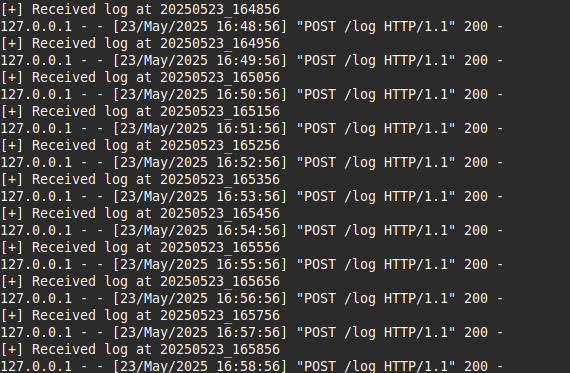 [+] Received log at 20250523_164856
127.0.0.1 - - [23/May/2025 16:48:56] "POST /log HTTP/1.1" 200 -
[+] Received log at 20250523_164956
127.0.0.1 - - [23/May/2025 16:49:56] "POST /log HTTP/1.1" 200 -
[+] Received log at 20250523_165056
127.0.0.1 - - [23/May/2025 16:50:56] "POST /log HTTP/1.1" 200 -
[+] Received log at 20250523_165156
127.0.0.1 - - [23/May/2025 16:51:56] "POST /log HTTP/1.1" 200 -
[+] Received log at 20250523_165256
127.0.0.1 - - [23/May/2025 16:52:56] "POST /log HTTP/1.1" 200 -
[+] Received log at 20250523_165356
127.0.0.1 - - [23/May/2025 16:53:56] "POST /log HTTP/1.1" 200 -
[+] Received log at 20250523_165456
127.0.0.1 - - [23/May/2025 16:54:56] "POST /log HTTP/1.1" 200 -
[+] Received log at 20250523_165556
127.0.0.1 - - [23/May/2025 16:55:56] "POST /log HTTP/1.1" 200 -
[+] Received log at 20250523_165656
127.0.0.1 - - [23/May/2025 16:56:56] "POST /log HTTP/1.1" 200 -
[+] Received log at 20250523_165756
127.0.0.1 - - [23/May/2025 16:57:56] "POST /log HTTP/1.1" 200 -
[+] Received log at 20250523_165856
127.0.0.1 - - [23/May/2025 16:58:56] "POST /log HTTP/1.1" 200 -